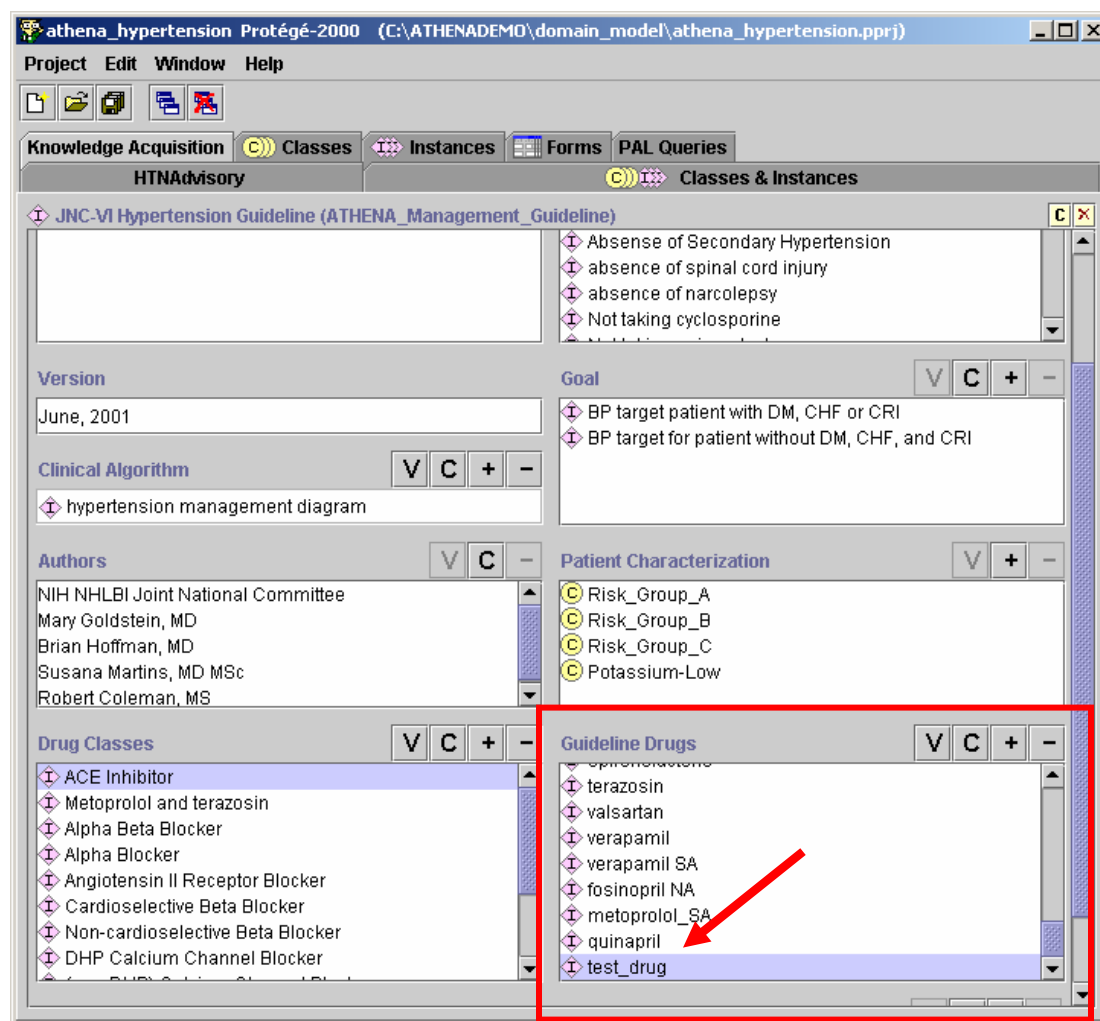 athena_hypertension Protégé-2000 (C:\ATHENADEMO\domain_model\athena_hypertension.pprj)
Project Edit Window Help
Knowledge Acquisition C Classes I Instances Forms PAL Queries
HTNAdvisory C I Classes & Instances
I JNC-VI Hypertension Guideline (ATHENA_Management_Guideline) C
I Absense of Secondary Hypertension
I absence of spinal cord injury
I absence of narcolepsy
I Not taking cyclosporine
Version
June, 2001
Goal V C + −
I BP target patient with DM, CHF or CRI
I BP target for patient without DM, CHF, and CRI
Clinical Algorithm V C + −
I hypertension management diagram
Authors V C −
NIH NHLBI Joint National Committee
Mary Goldstein, MD
Brian Hoffman, MD
Susana Martins, MD MSc
Robert Coleman, MS
Patient Characterization V + −
C Risk_Group_A
C Risk_Group_B
C Risk_Group_C
C Potassium-Low
Drug Classes V C + −
I ACE Inhibitor
I Metoprolol and terazosin
I Alpha Beta Blocker
I Alpha Blocker
I Angiotensin II Receptor Blocker
I Cardioselective Beta Blocker
I Non-cardioselective Beta Blocker
I DHP Calcium Channel Blocker
Guideline Drugs V C + −
I terazosin
I valsartan
I verapamil
I verapamil SA
I fosinopril NA
I metoprolol_SA
I quinapril
I test_drug